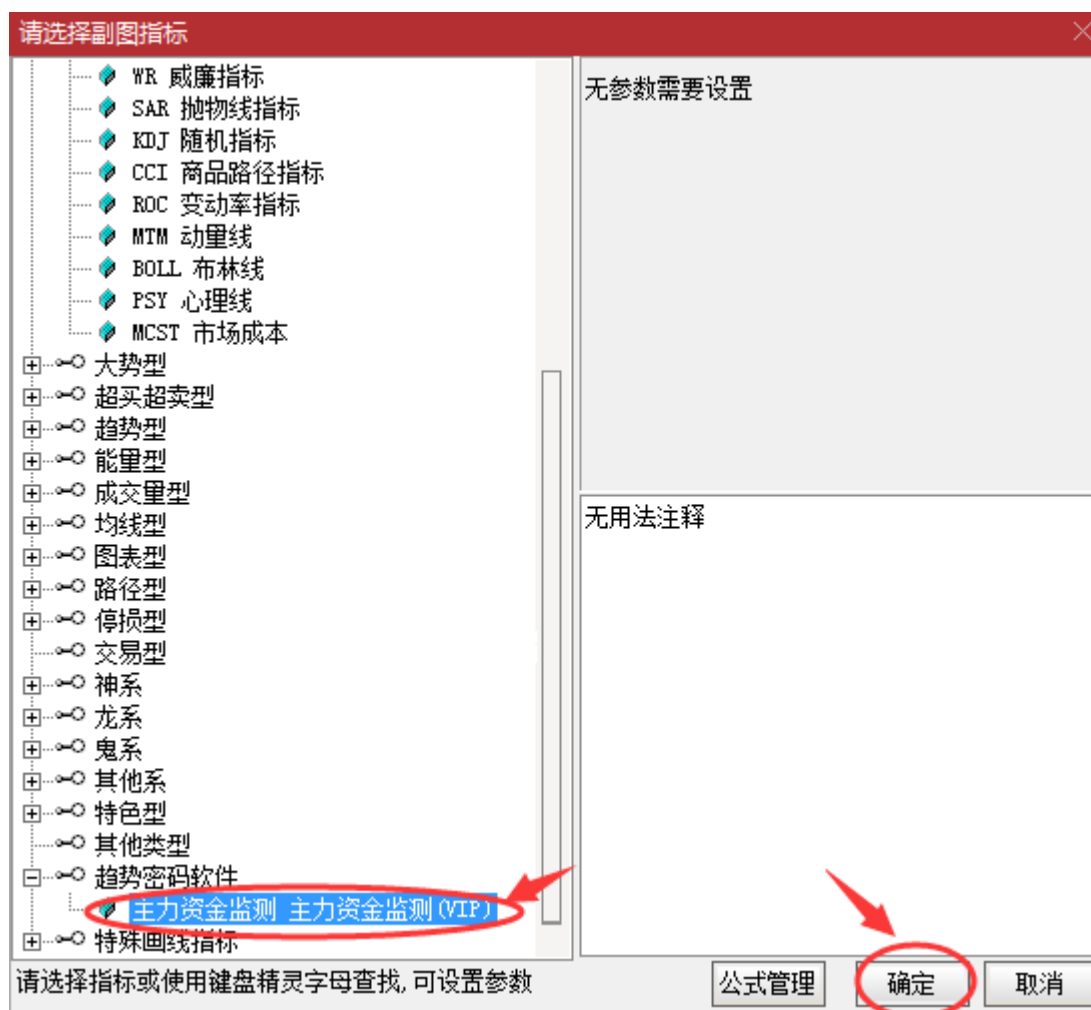 请选择副图指标
WR 威廉指标
SAR 抛物线指标
KDJ 随机指标
CCI 商品路径指标
ROC 变动率指标
MTM 动量线
BOLL 布林线
PSY 心理线
MCST 市场成本
大势型
超买超卖型
趋势型
能量型
成交量型
均线型
图表型
路径型
停损型
交易型
神系
龙系
鬼系
其他系
特色型
其他类型
趋势密码软件
主力资金监测 主力资金监测(VIP)
特殊画线指标
无参数需要设置
无用法注释
请选择指标或使用键盘精灵字母查找,可设置参数
公式管理
确定
取消